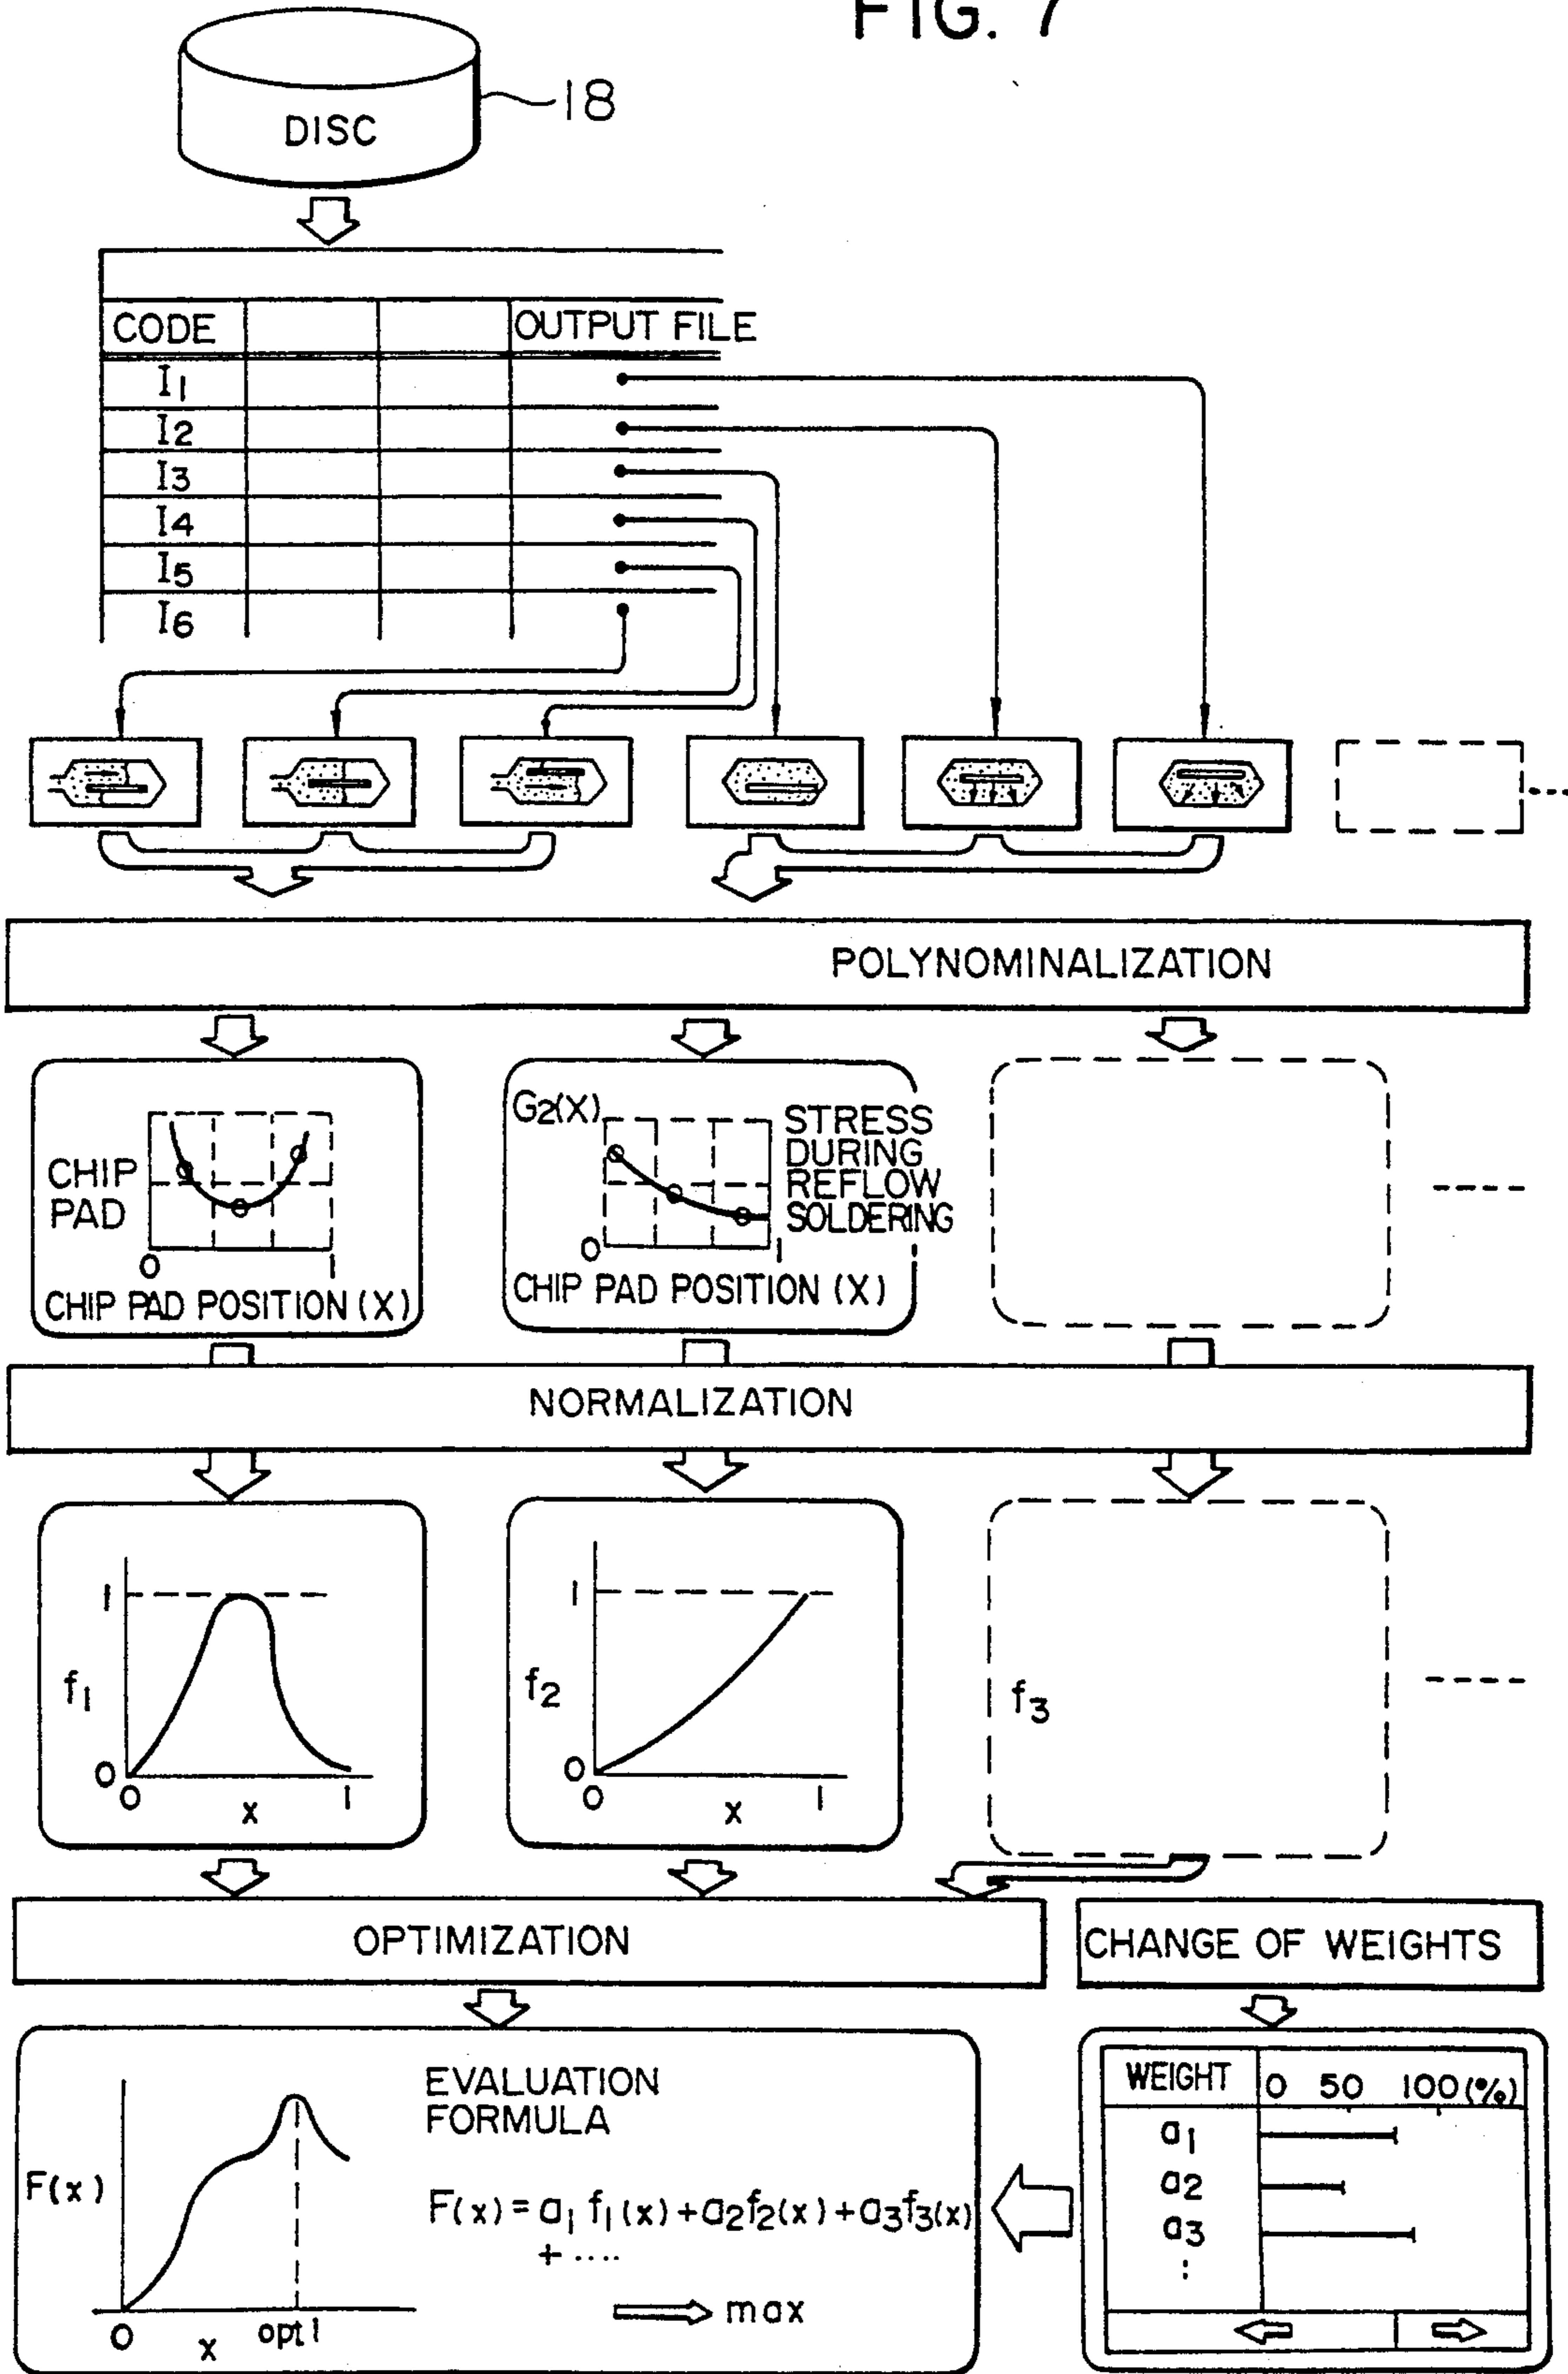 FIG. 7
DISC
18
CODE OUTPUT FILE
I1
I2
I3
I4
I5
I6
POLYNOMINALIZATION
CHIP
PAD
0 1
CHIP PAD POSITION (X)
G2(X)
STRESS
DURING
REFLOW
SOLDERING
0 1
CHIP PAD POSITION (X)
NORMALIZATION
1
f1
0
0 x 1
1
f2
0
0 x 1
f3
OPTIMIZATION
CHANGE OF WEIGHTS
F(x)
0 x opt1
EVALUATION
FORMULA
F(x) = a1 f1(x) + a2f2(x) + a3f3(x)
+ ····
⇒ max
WEIGHT 0 50 100 (%)
a1
a2
a3
: